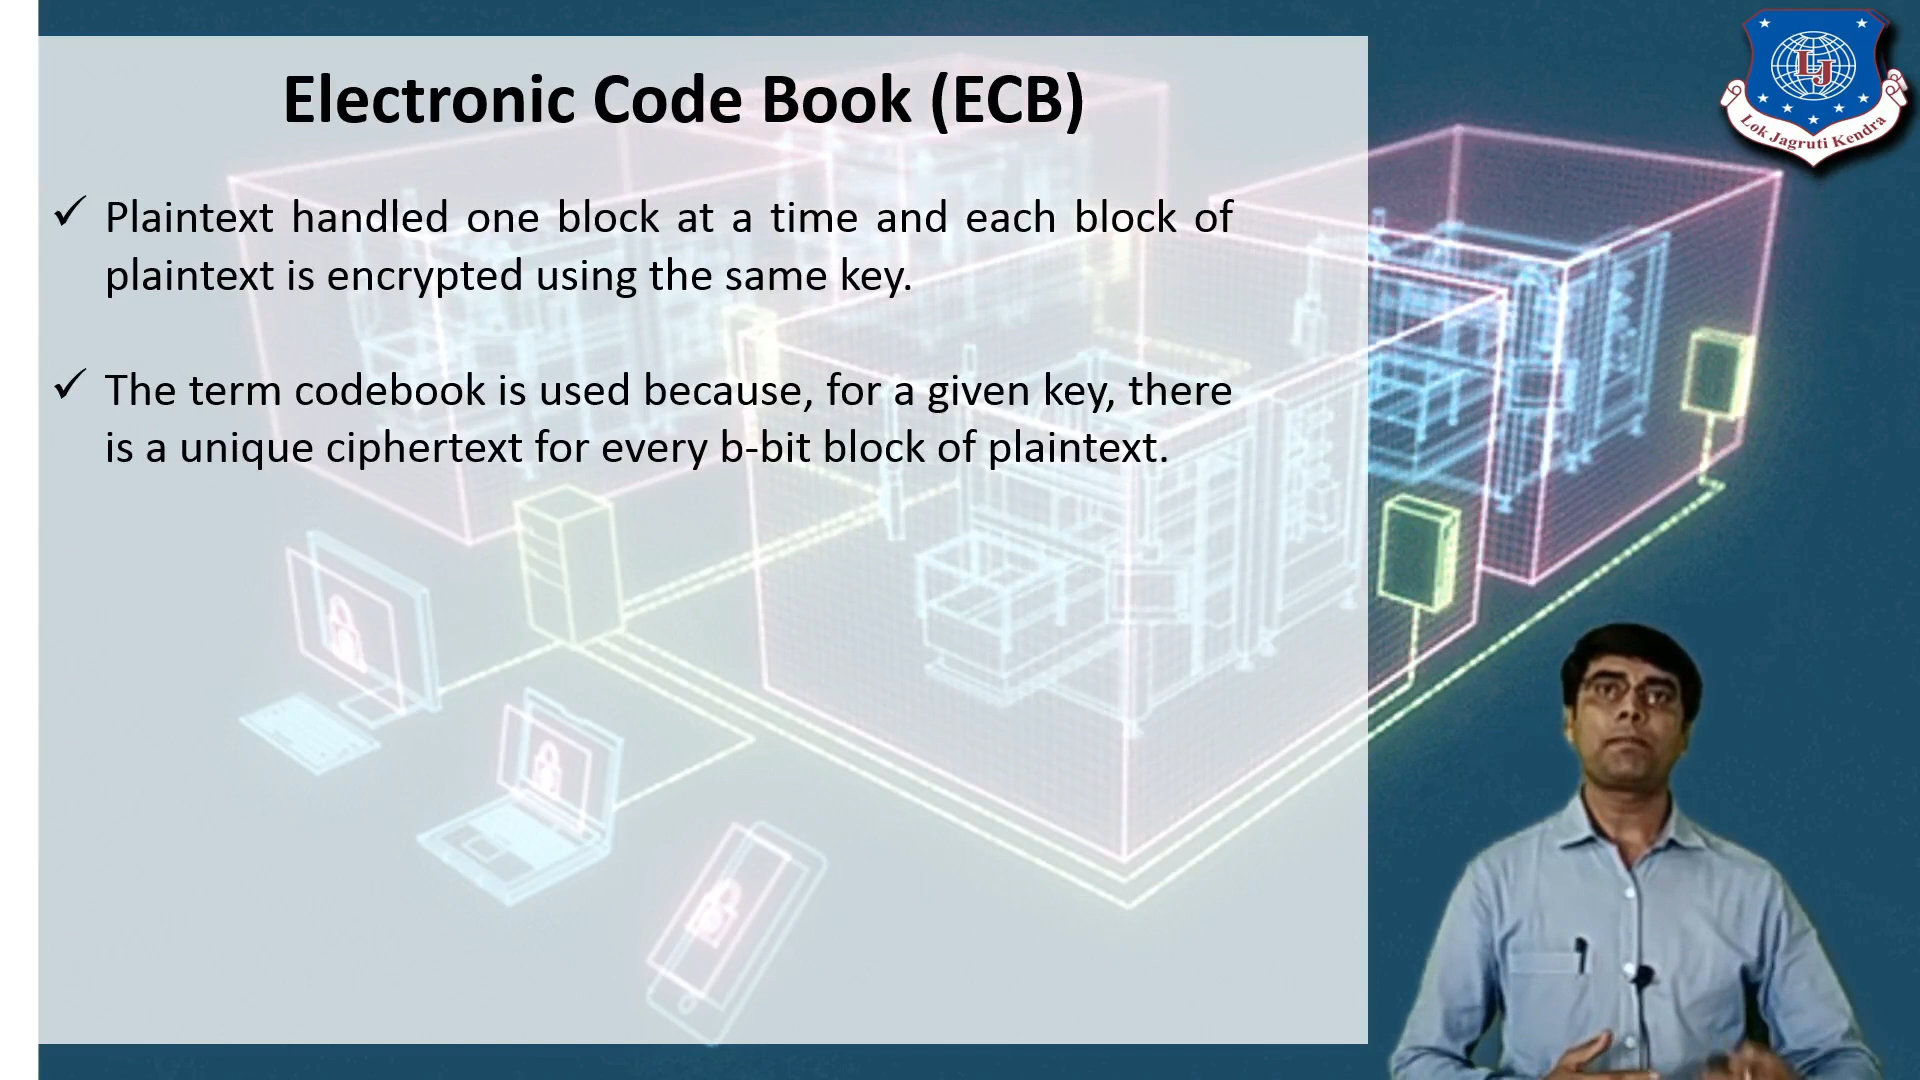 Electronic Code Book (ECB)
Plaintext handled one block at a time and each block of
plaintext is encrypted using the same key.
The term codebook is used because, for a given key, there
is a unique ciphertext for every b-bit block of plaintext.
LJ
Lok Jagruti Kendra